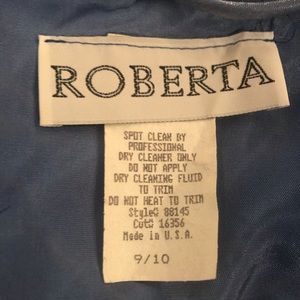 ROBERTA
SPOT CLEAN BY
PROFESSIONAL
DRY CLEANER ONLY
DO NOT APPLY
DRY CLEANING FLUID
TO TRIM
DO NOT HEAT TO TRIM
Style@ 88145
Cut@ 16356
Made in U.S.A.
9/10